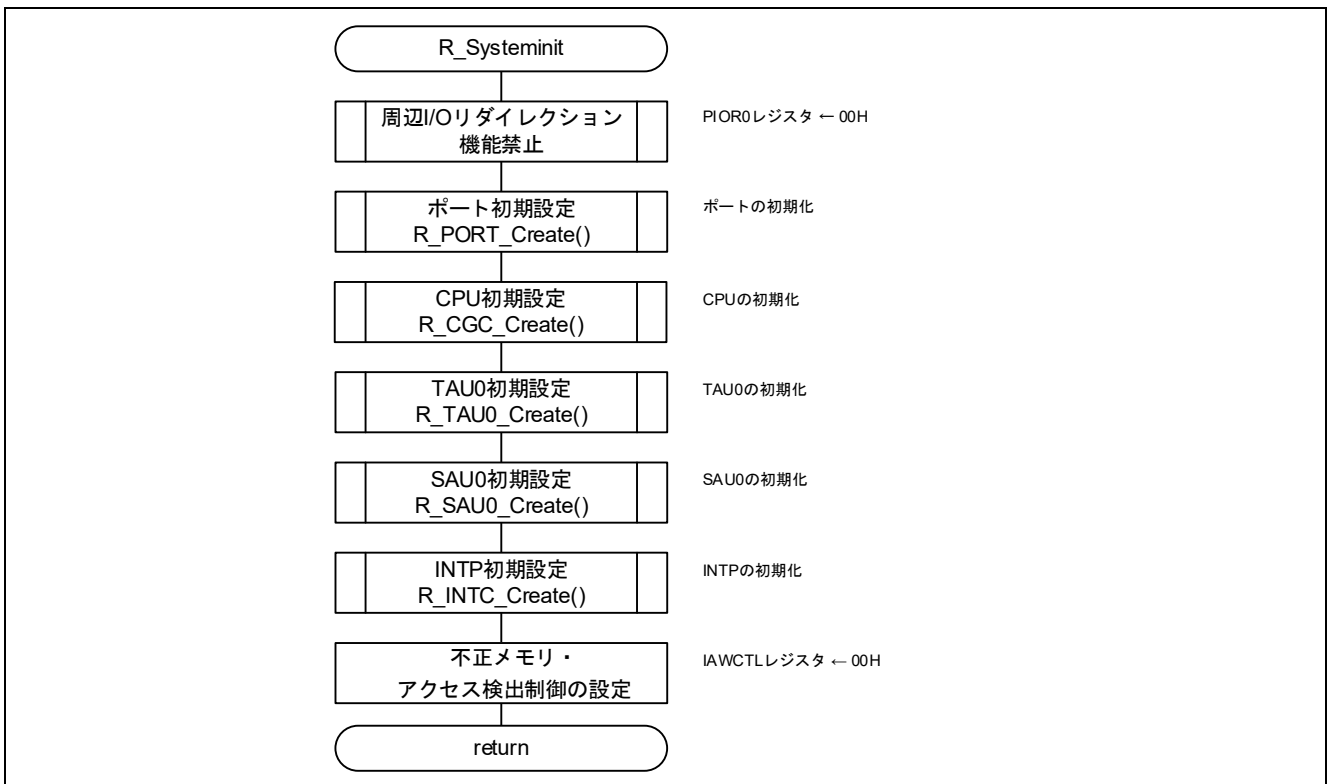 R_Systeminit
周辺I/Oリダイレクション
機能禁止
PIOR0レジスタ ← 00H
ポート初期設定
R_PORT_Create()
ポートの初期化
CPU初期設定
R_CGC_Create()
CPUの初期化
TAU0初期設定
R_TAU0_Create()
TAU0の初期化
SAU0初期設定
R_SAU0_Create()
SAU0の初期化
INTP初期設定
R_INTC_Create()
INTPの初期化
不正メモリ・
アクセス検出制御の設定
IAWCTLレジスタ ← 00H
return